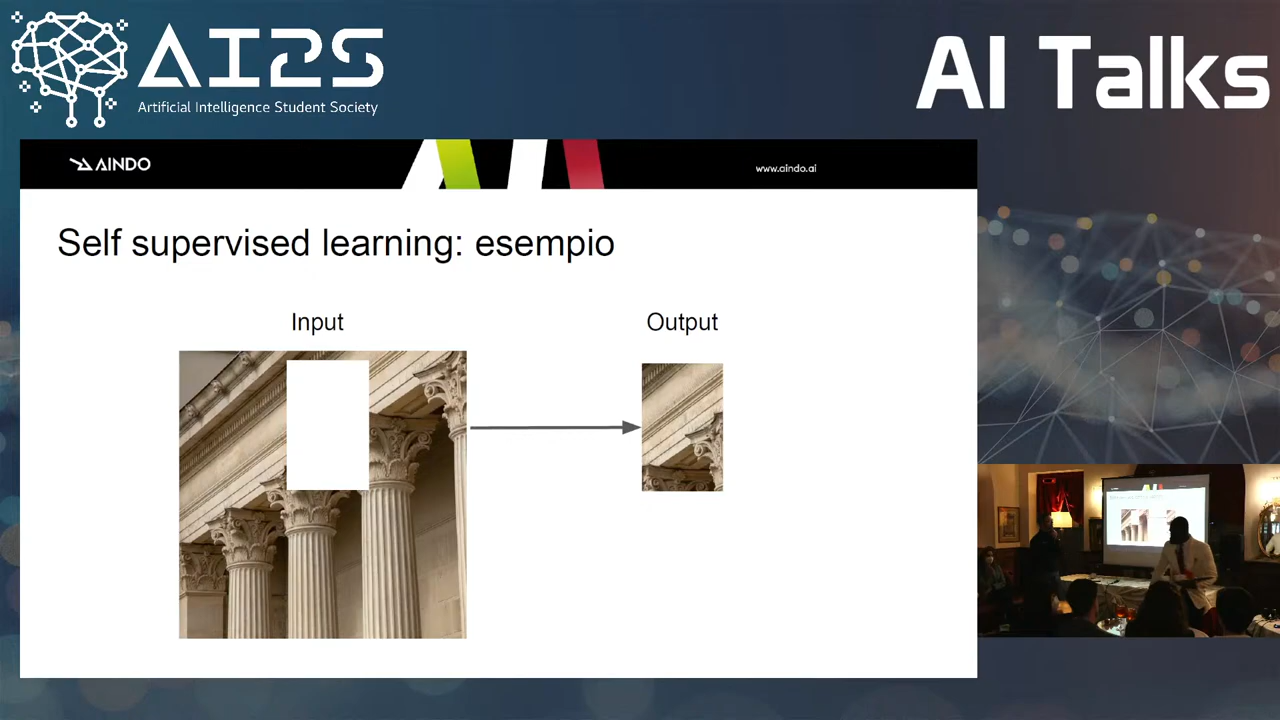 AI2S
Artificial Intelligence Student Society
AI Talks
AINDO
www.aindo.ai
Self supervised learning: esempio
Input
Output